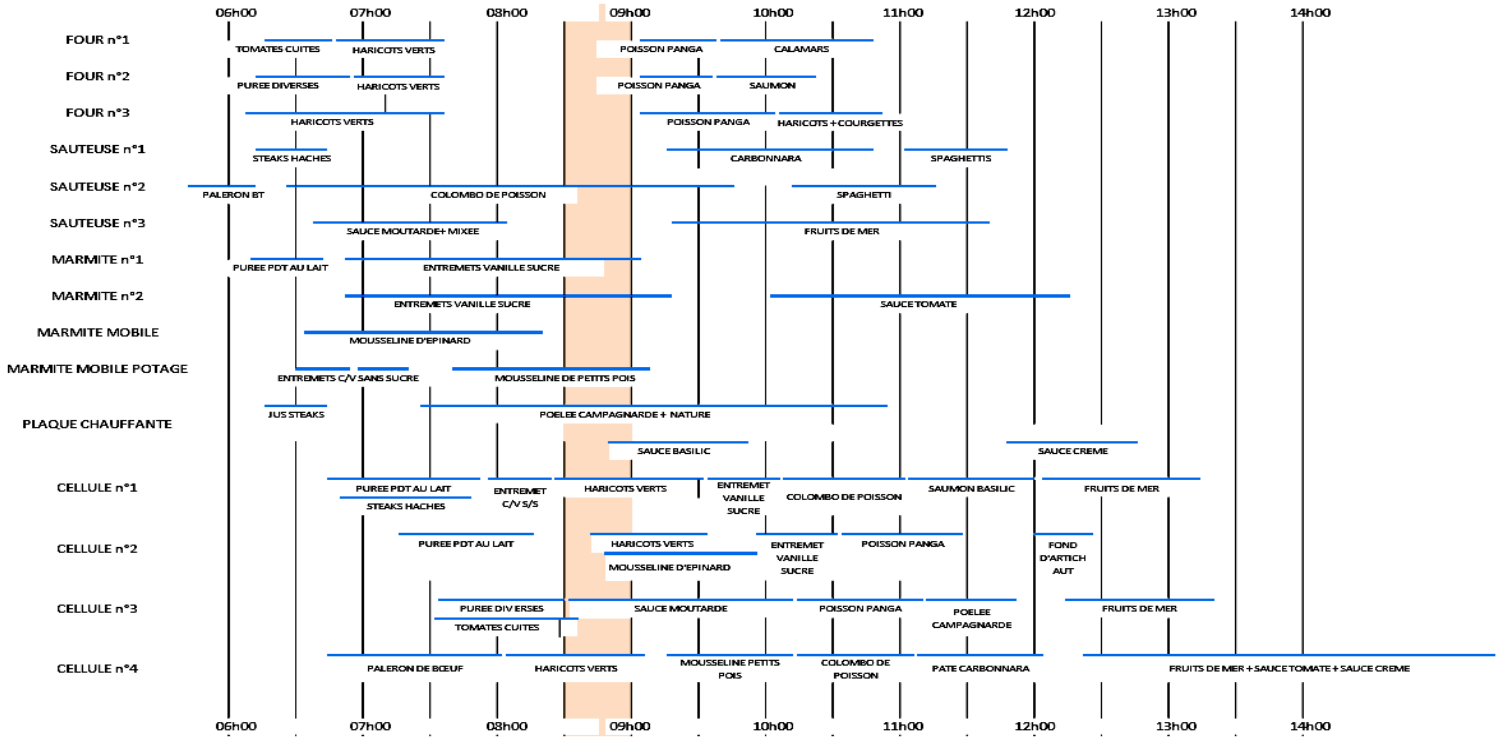 06h00 07h00 08h00 09h00 10h00 11h00 12h00 13h00 14h00
FOUR n°1
TOMATES CUITES HARICOTS VERTS POISSON PANGA CALAMARS
FOUR n°2
PUREE DIVERSES HARICOTS VERTS POISSON PANGA SAUMON
FOUR n°3
HARICOTS VERTS POISSON PANGA HARICOTS +COURGETTES
SAUTEUSE n°1
STEAKS HACHES CARBONNARA SPAGHETTIS
SAUTEUSE n°2
PALERON BT COLOMBO DE POISSON SPAGHETTI
SAUTEUSE n°3
SAUCE MOUTARDE+ MIXEE FRUITS DE MER
MARMITE n°1
PUREE PDT AU LAIT ENTREMETS VANILLE SUCRE
MARMITE n°2
ENTREMETS VANILLE SUCRE SAUCE TOMATE
MARMITE MOBILE
MOUSSELINE D'EPINARD
MARMITE MOBILE POTAGE
ENTREMETS C/V SANS SUCRE MOUSSELINE DE PETITS POIS
PLAQUE CHAUFFANTE
JUS STEAKS POELEE CAMPAGNARDE + NATURE
SAUCE BASILIC SAUCE CREME
CELLULE n°1
PUREE PDT AU LAIT ENTREMET C/V S/S HARICOTS VERTS ENTREMET VANILLE SUCRE COLOMBO DE POISSON SAUMON BASILIC FRUITS DE MER
STEAKS HACHES
CELLULE n°2
PUREE PDT AU LAIT HARICOTS VERTS ENTREMET VANILLE SUCRE POISSON PANGA FOND D'ARTICH AUT
MOUSSELINE D'EPINARD
CELLULE n°3
PUREE DIVERSES SAUCE MOUTARDE POISSON PANGA POELEE CAMPAGNARDE FRUITS DE MER
TOMATES CUITES
CELLULE n°4
PALERON DE BŒUF HARICOTS VERTS MOUSSELINE PETITS POIS COLOMBO DE POISSON PATE CARBONNARA FRUITS DE MER + SAUCE TOMATE + SAUCE CREME
06h00 07h00 08h00 09h00 10h00 11h00 12h00 13h00 14h00